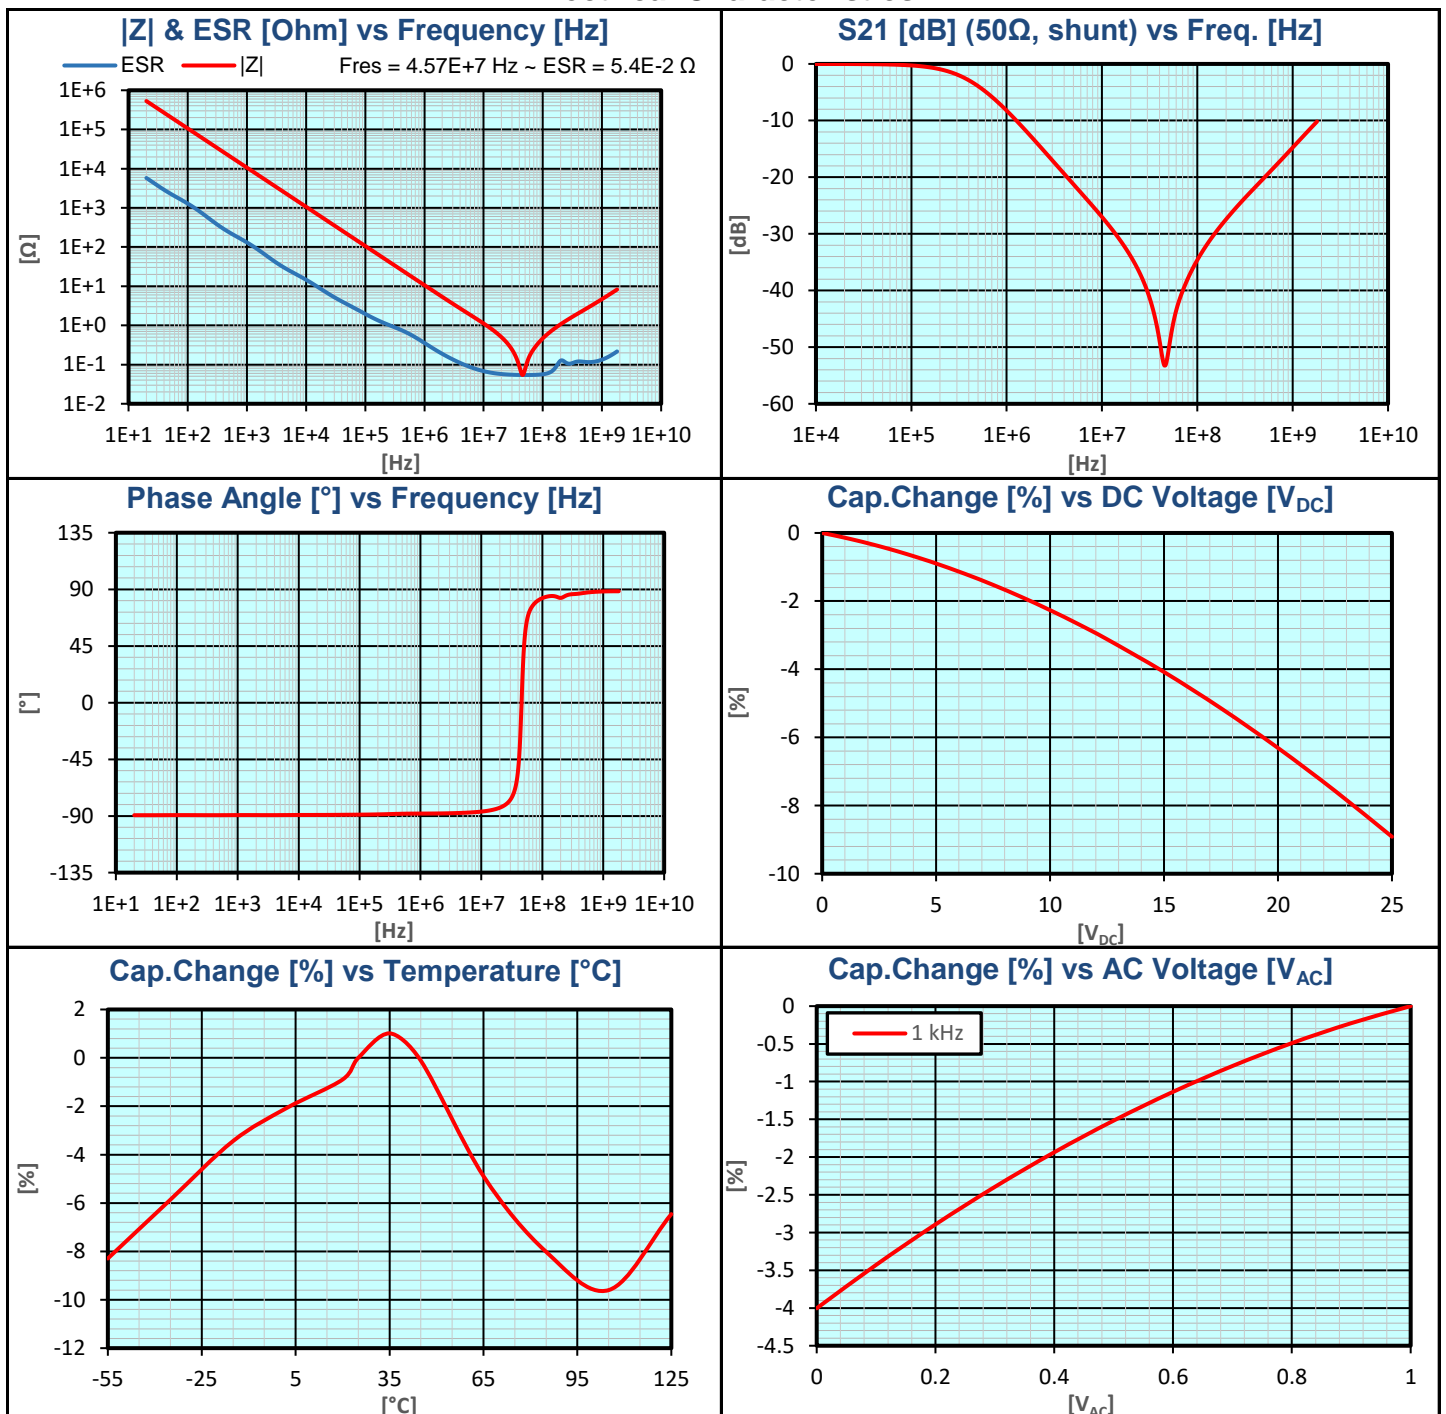 |Z| & ESR [Ohm] vs Frequency [Hz]
ESR |Z| Fres = 4.57E+7 Hz ~ ESR = 5.4E-2 Ω
1E+6
1E+5
1E+4
1E+3
1E+2
1E+1
1E+0
1E-1
1E-2
[Ω]
1E+1 1E+2 1E+3 1E+4 1E+5 1E+6 1E+7 1E+8 1E+9 1E+10
[Hz]
S21 [dB] (50Ω, shunt) vs Freq. [Hz]
0
-10
-20
-30
-40
-50
-60
[dB]
1E+4 1E+5 1E+6 1E+7 1E+8 1E+9 1E+10
[Hz]
Phase Angle [°] vs Frequency [Hz]
135
90
45
0
-45
-90
-135
[°]
1E+1 1E+2 1E+3 1E+4 1E+5 1E+6 1E+7 1E+8 1E+9 1E+10
[Hz]
Cap.Change [%] vs DC Voltage [VDC]
0
-2
-4
-6
-8
-10
[%]
0 5 10 15 20 25
[VDC]
Cap.Change [%] vs Temperature [°C]
2
0
-2
-4
-6
-8
-10
-12
[%]
-55 -25 5 35 65 95 125
[°C]
Cap.Change [%] vs AC Voltage [VAC]
1 kHz
0
-0.5
-1
-1.5
-2
-2.5
-3
-3.5
-4
-4.5
[%]
0 0.2 0.4 0.6 0.8 1
[VAC]